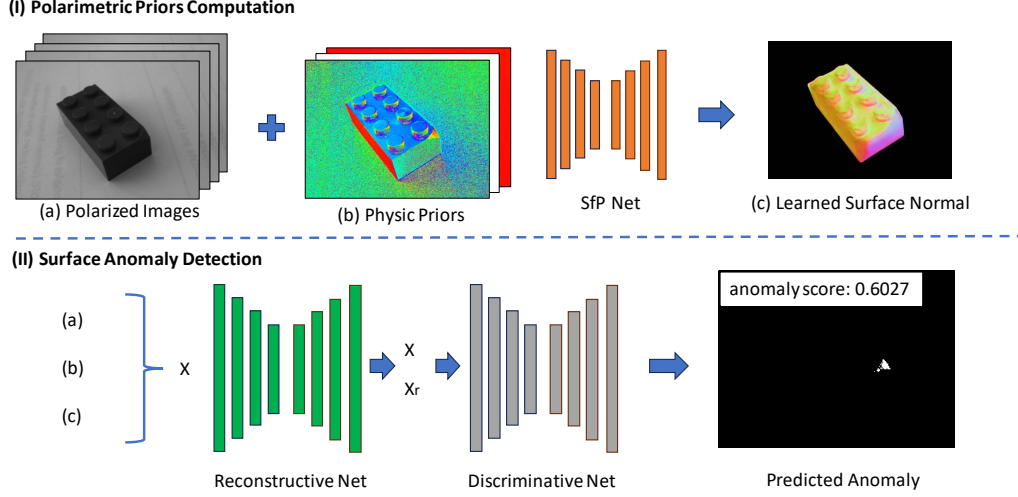 (I) Polarimetric Priors Computation
(a) Polarized Images
(b) Physic Priors
SfP Net
(c) Learned Surface Normal
(II) Surface Anomaly Detection
(a)
(b)
(c)
X
X
Xr
anomaly score: 0.6027
Reconstructive Net
Discriminative Net
Predicted Anomaly